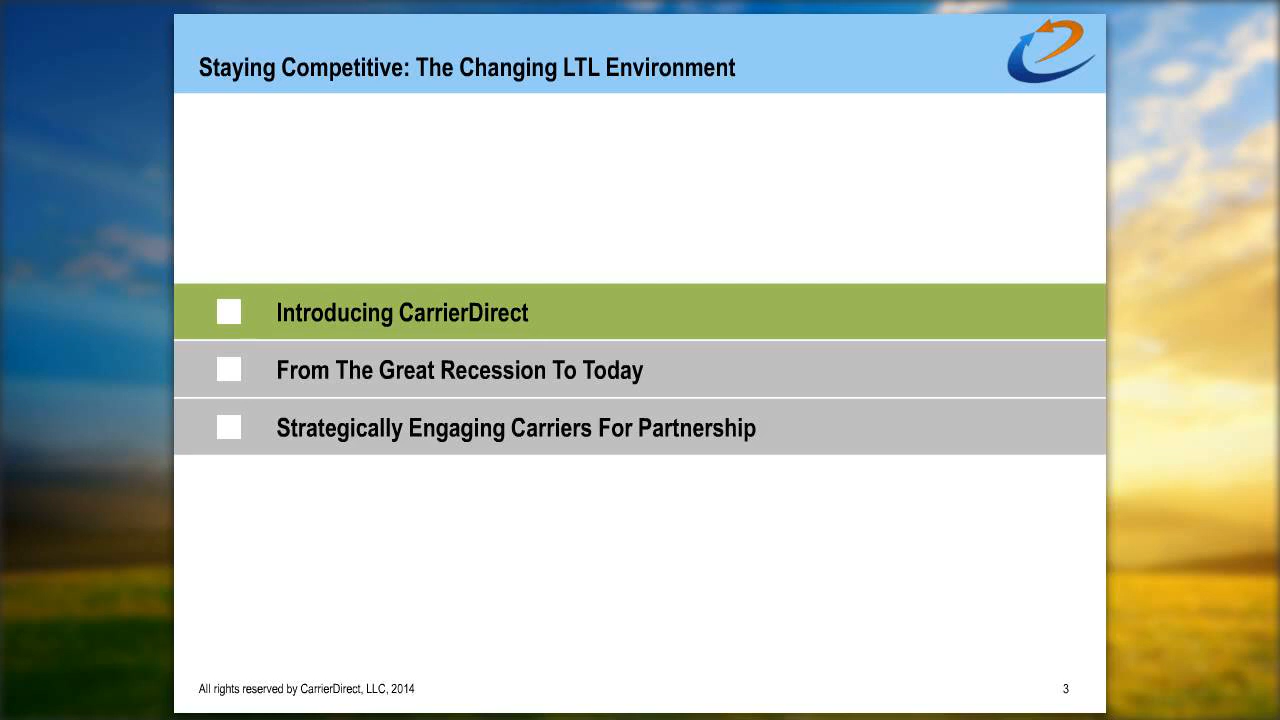 Staying Competitive: The Changing LTL Environment
Introducing CarrierDirect
From The Great Recession To Today
Strategically Engaging Carriers For Partnership
All rights reserved by CarrierDirect, LLC, 2014
3